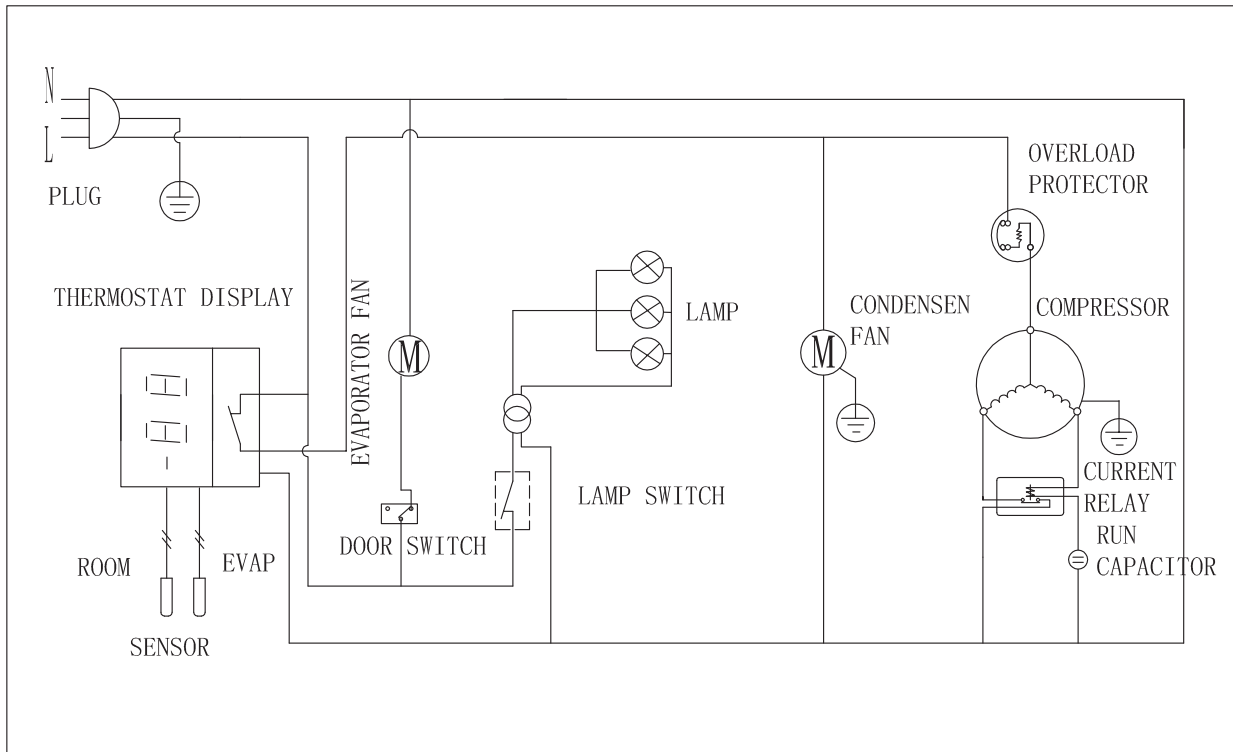 N
L
PLUG
OVERLOAD
PROTECTOR
THERMOSTAT DISPLAY
EVAPORATOR FAN
M
LAMP
CONDENSEN
FAN
M
COMPRESSOR
LAMP SWITCH
DOOR SWITCH
CURRENT
RELAY
RUN
CAPACITOR
ROOM
EVAP
SENSOR